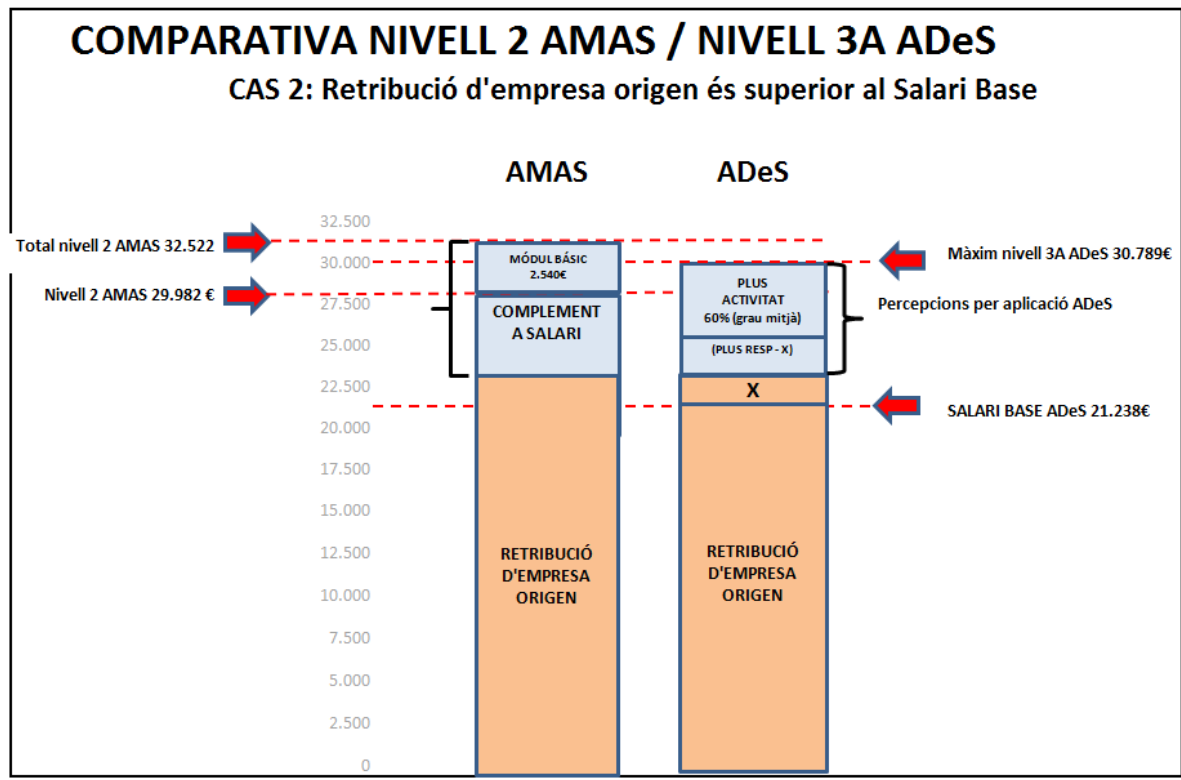 COMPARATIVA NIVELL 2 AMAS / NIVELL 3A ADeS
CAS 2: Retribució d'empresa origen és superior al Salari Base
AMAS
ADeS
32.500
30.000
27.500
25.000
22.500
20.000
17.500
15.000
12.500
10.000
7.500
5.000
2.500
0
Total nivell 2 AMAS 32.522
Nivell 2 AMAS 29.982 €
MÓDUL BÁSIC
2.540€
COMPLEMENT
A SALARI
RETRIBUCIÓ
D'EMPRESA
ORIGEN
PLUS
ACTIVITAT
60% (grau mitjà)
(PLUS RESP - X)
X
RETRIBUCIÓ
D'EMPRESA
ORIGEN
Màxim nivell 3A ADeS 30.789€
Percepcions per aplicació ADeS
SALARI BASE ADeS 21.238€